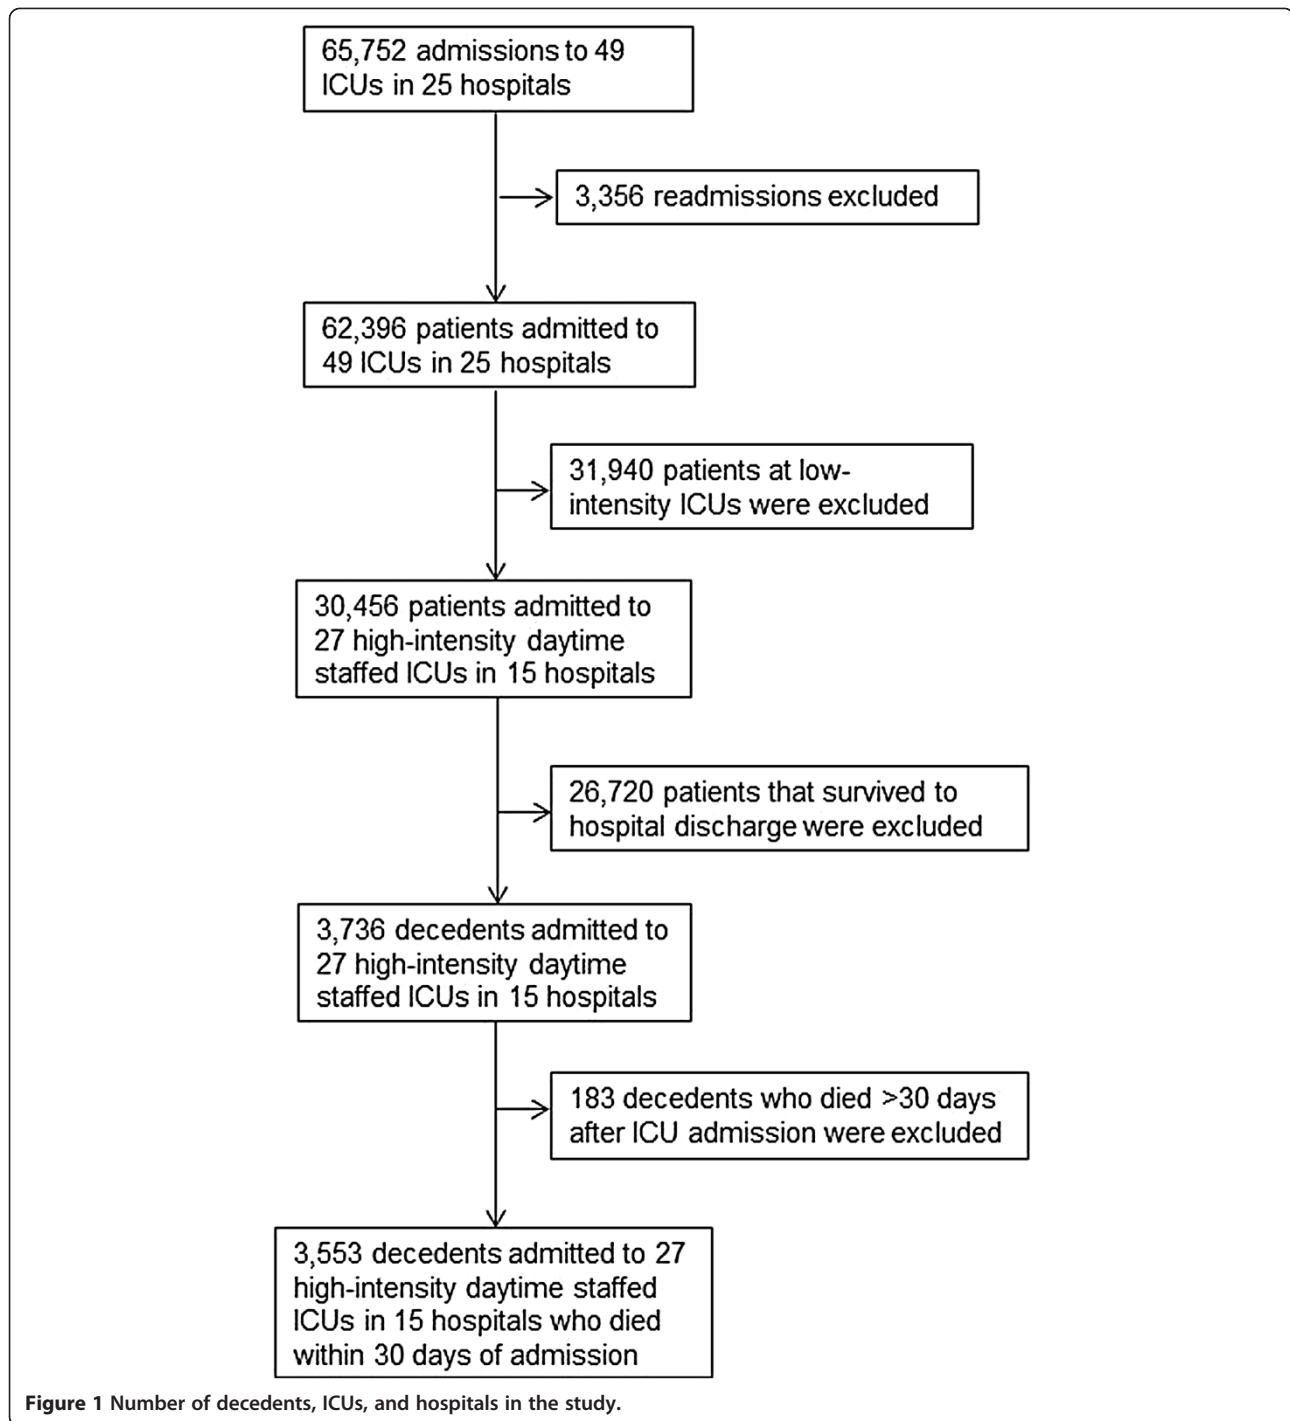 65,752 admissions to 49
ICUs in 25 hospitals
3,356 readmissions excluded
62,396 patients admitted to
49 ICUs in 25 hospitals
31,940 patients at low-
intensity ICUs were excluded
30,456 patients admitted to
27 high-intensity daytime
staffed ICUs in 15 hospitals
26,720 patients that survived to
hospital discharge were excluded
3,736 decedents admitted to
27 high-intensity daytime
staffed ICUs in 15 hospitals
183 decedents who died >30 days
after ICU admission were excluded
3,553 decedents admitted to 27
high-intensity daytime staffed
ICUs in 15 hospitals who died
within 30 days of admission
Figure 1 Number of decedents, ICUs, and hospitals in the study.